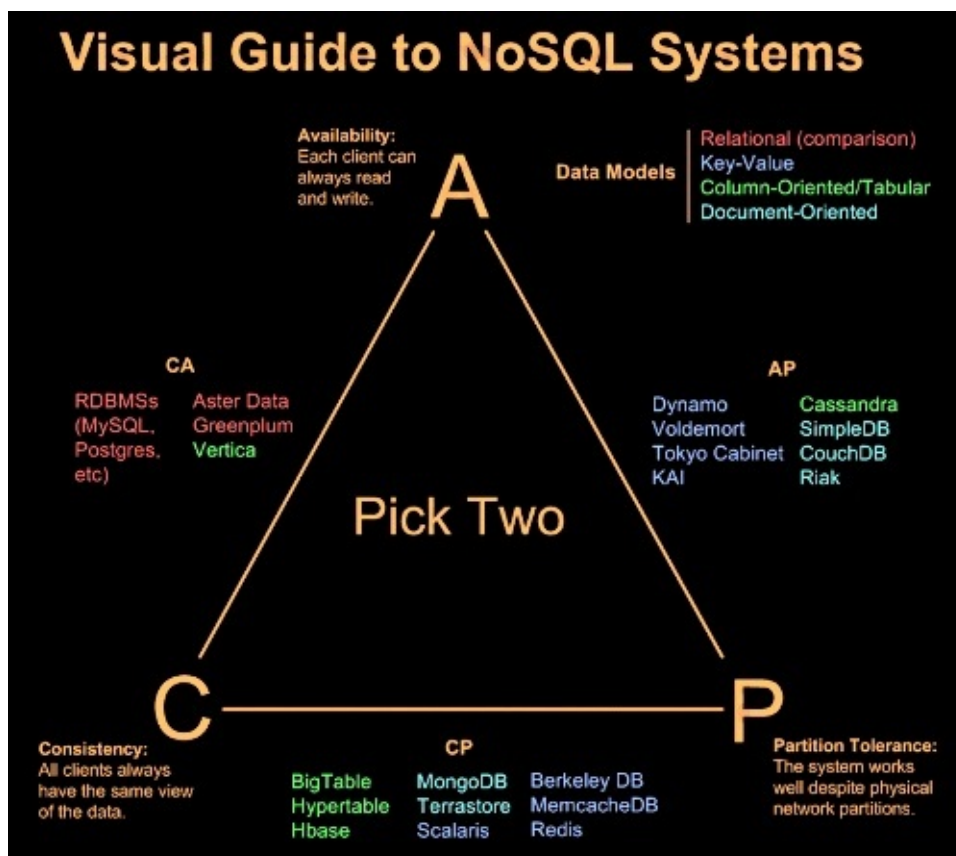 Visual Guide to NoSQL Systems
Availability:
Each client can
always read
and write.
A
Data Models
Relational (comparison)
Key-Value
Column-Oriented/Tabular
Document-Oriented
CA
RDBMSs
(MySQL,
Postgres,
etc)
Aster Data
Greenplum
Vertica
AP
Dynamo
Voldemort
Tokyo Cabinet
KAI
Cassandra
SimpleDB
CouchDB
Riak
Pick Two
C
Consistency:
All clients always
have the same view
of the data.
CP
BigTable
Hypertable
Hbase
MongoDB
Terrastore
Scalaris
Berkeley DB
MemcacheDB
Redis
P
Partition Tolerance:
The system works
well despite physical
network partitions.